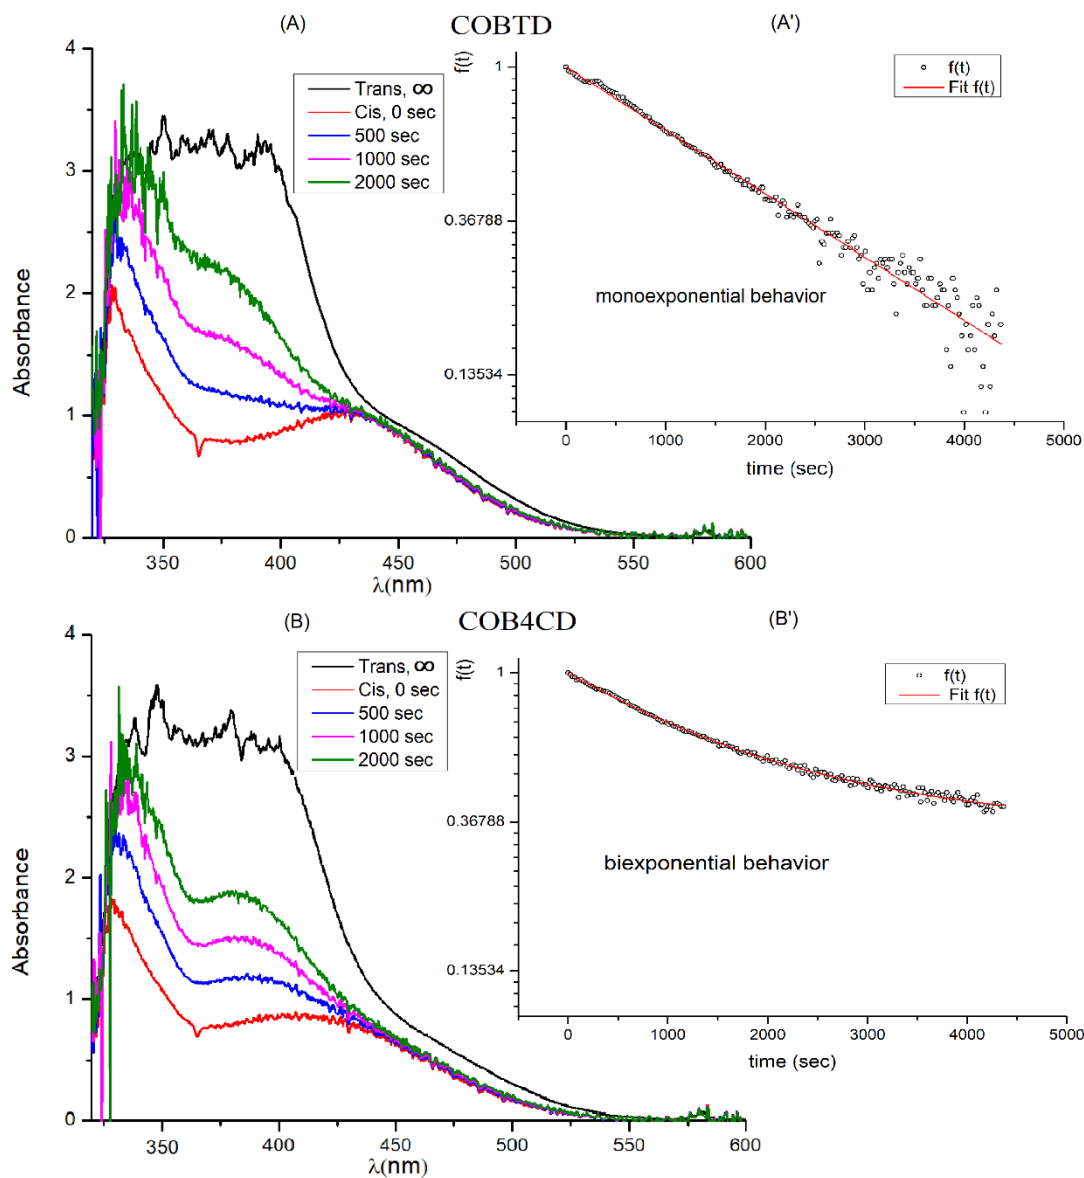 (A) COBTD (A')
Absorbance
4
3
2
1
0
350 400 450 500 550 600
λ(nm)
Trans, ∞
Cis, 0 sec
500 sec
1000 sec
2000 sec
f(t)
1
0.36788
0.13534
f(t)
Fit f(t)
monoexponential behavior
0 1000 2000 3000 4000 5000
time (sec)
(B) COB4CD (B')
Absorbance
4
3
2
1
0
350 400 450 500 550 600
λ(nm)
Trans, ∞
Cis, 0 sec
500 sec
1000 sec
2000 sec
f(t)
1
0.36788
0.13534
f(t)
Fit f(t)
biexponential behavior
0 1000 2000 3000 4000 5000
time (sec)